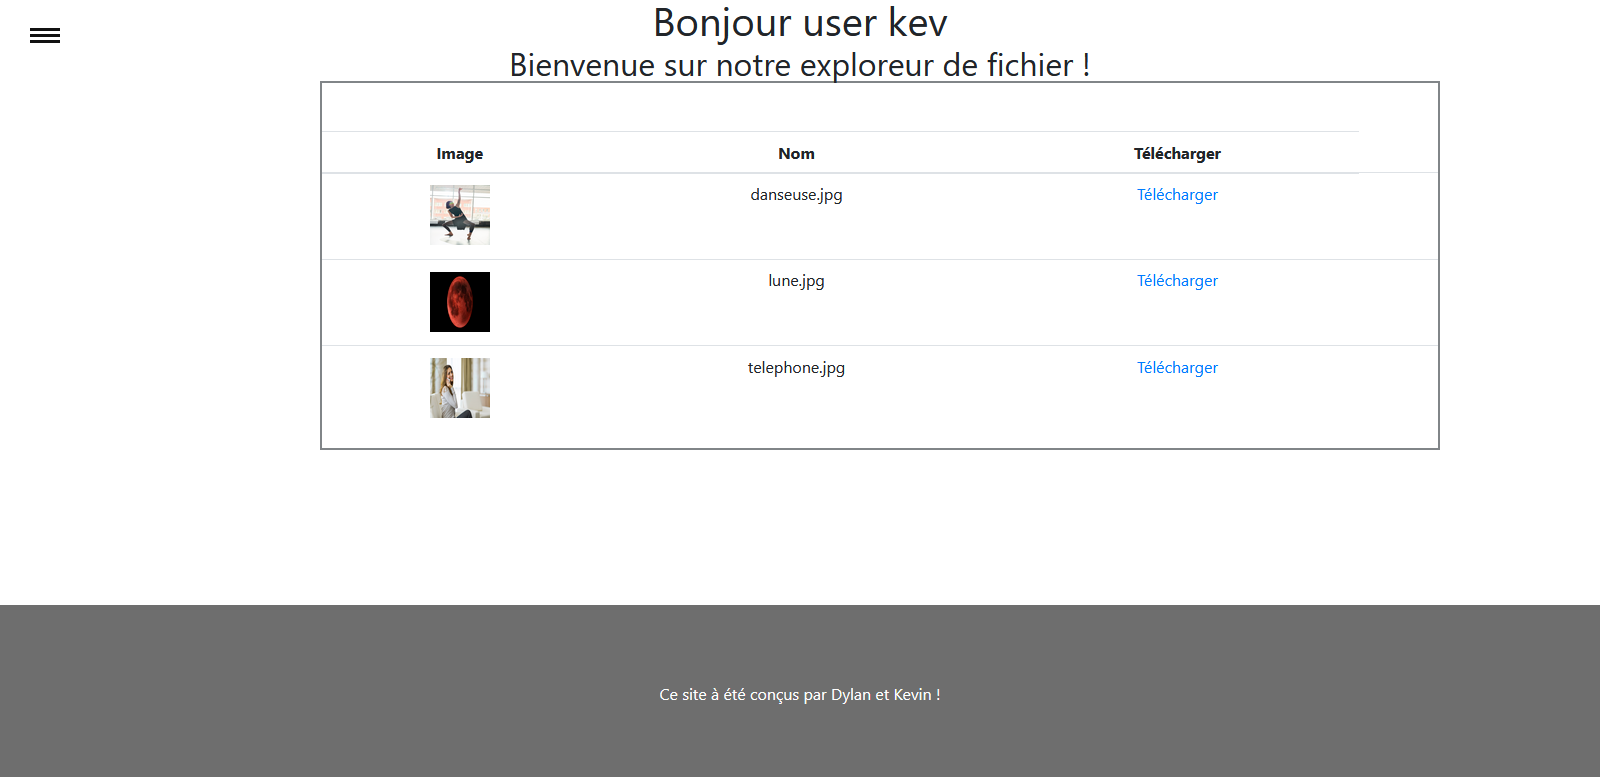 Bonjour user kev
Bienvenue sur notre exploreur de fichier !
Image Nom Télécharger
danseuse.jpg Télécharger
lune.jpg Télécharger
telephone.jpg Télécharger
Ce site à été conçus par Dylan et Kevin !